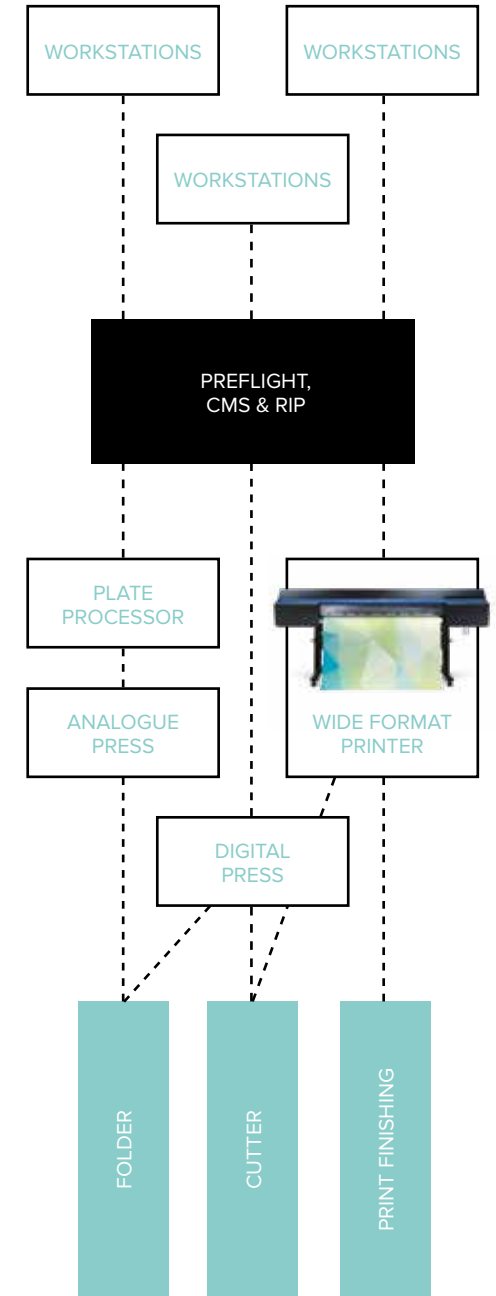 WORKSTATIONS
WORKSTATIONS
WORKSTATIONS
PREFLIGHT,
CMS & RIP
PLATE
PROCESSOR
ANALOGUE
PRESS
WIDE FORMAT
PRINTER
DIGITAL
PRESS
FOLDER
CUTTER
PRINT FINISHING